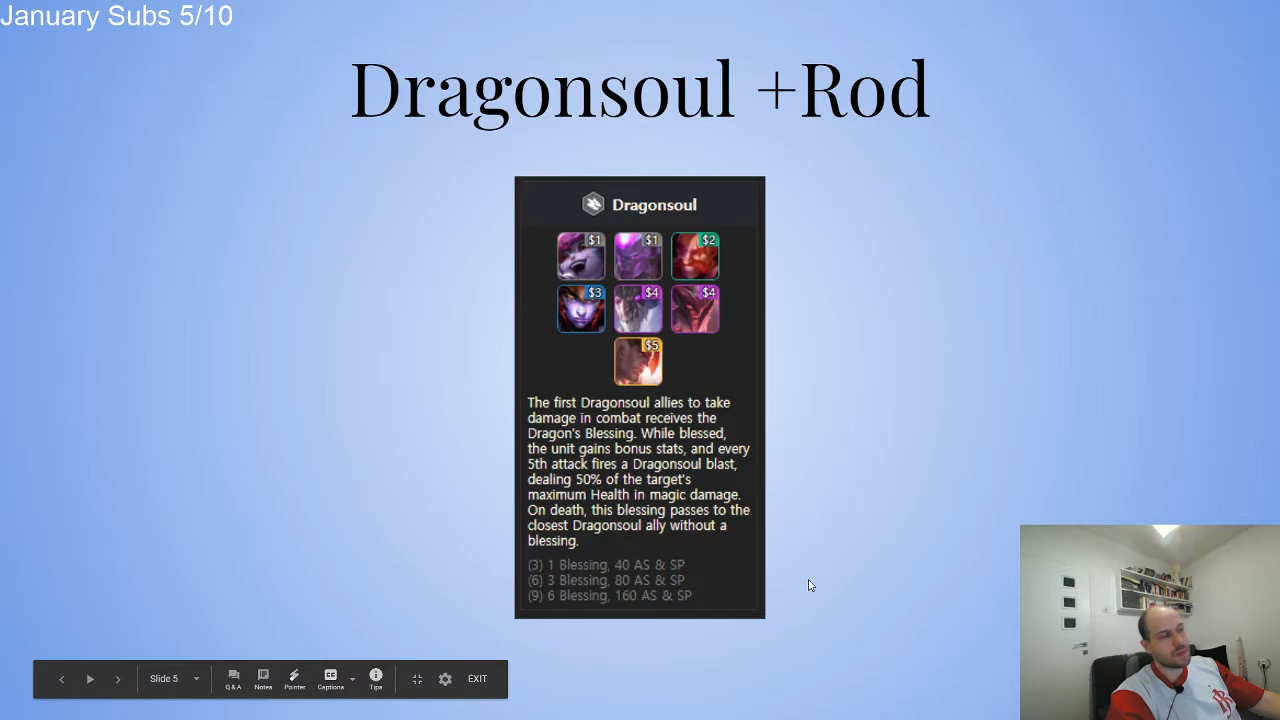 January Subs 5/10
Dragonsoul +Rod
Dragonsoul
$1 $1 $2
$3 $4 $4
$5
The first Dragonsoul allies to take
damage in combat receives the
Dragon's Blessing. While blessed,
the unit gains bonus stats, and every
5th attack fires a Dragonsoul blast,
dealing 50% of the target's
maximum Health in magic damage.
On death, this blessing passes to the
closest Dragonsoul ally without a
blessing.
(3) 1 Blessing, 40 AS & SP
(6) 3 Blessing, 80 AS & SP
(9) 6 Blessing, 160 AS & SP
Slide 5
Q&A Notes Pointer Captions Tips
EXIT